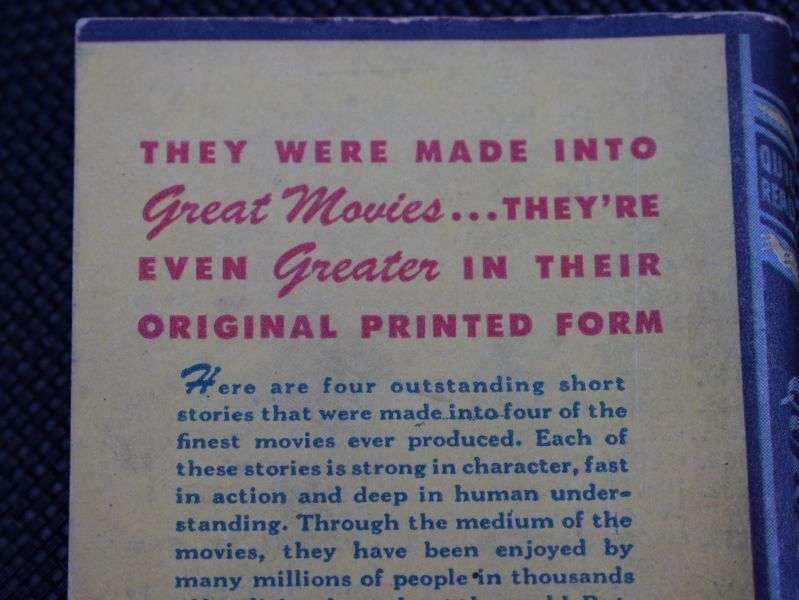 THEY WERE MADE INTO
Great Movies...THEY'RE
EVEN Greater IN THEIR
ORIGINAL PRINTED FORM
Here are four outstanding short
stories that were made into four of the
finest movies ever produced. Each of
these stories is strong in character, fast
in action and deep in human under-
standing. Through the medium of the
movies, they have been enjoyed by
many millions of people in thousands